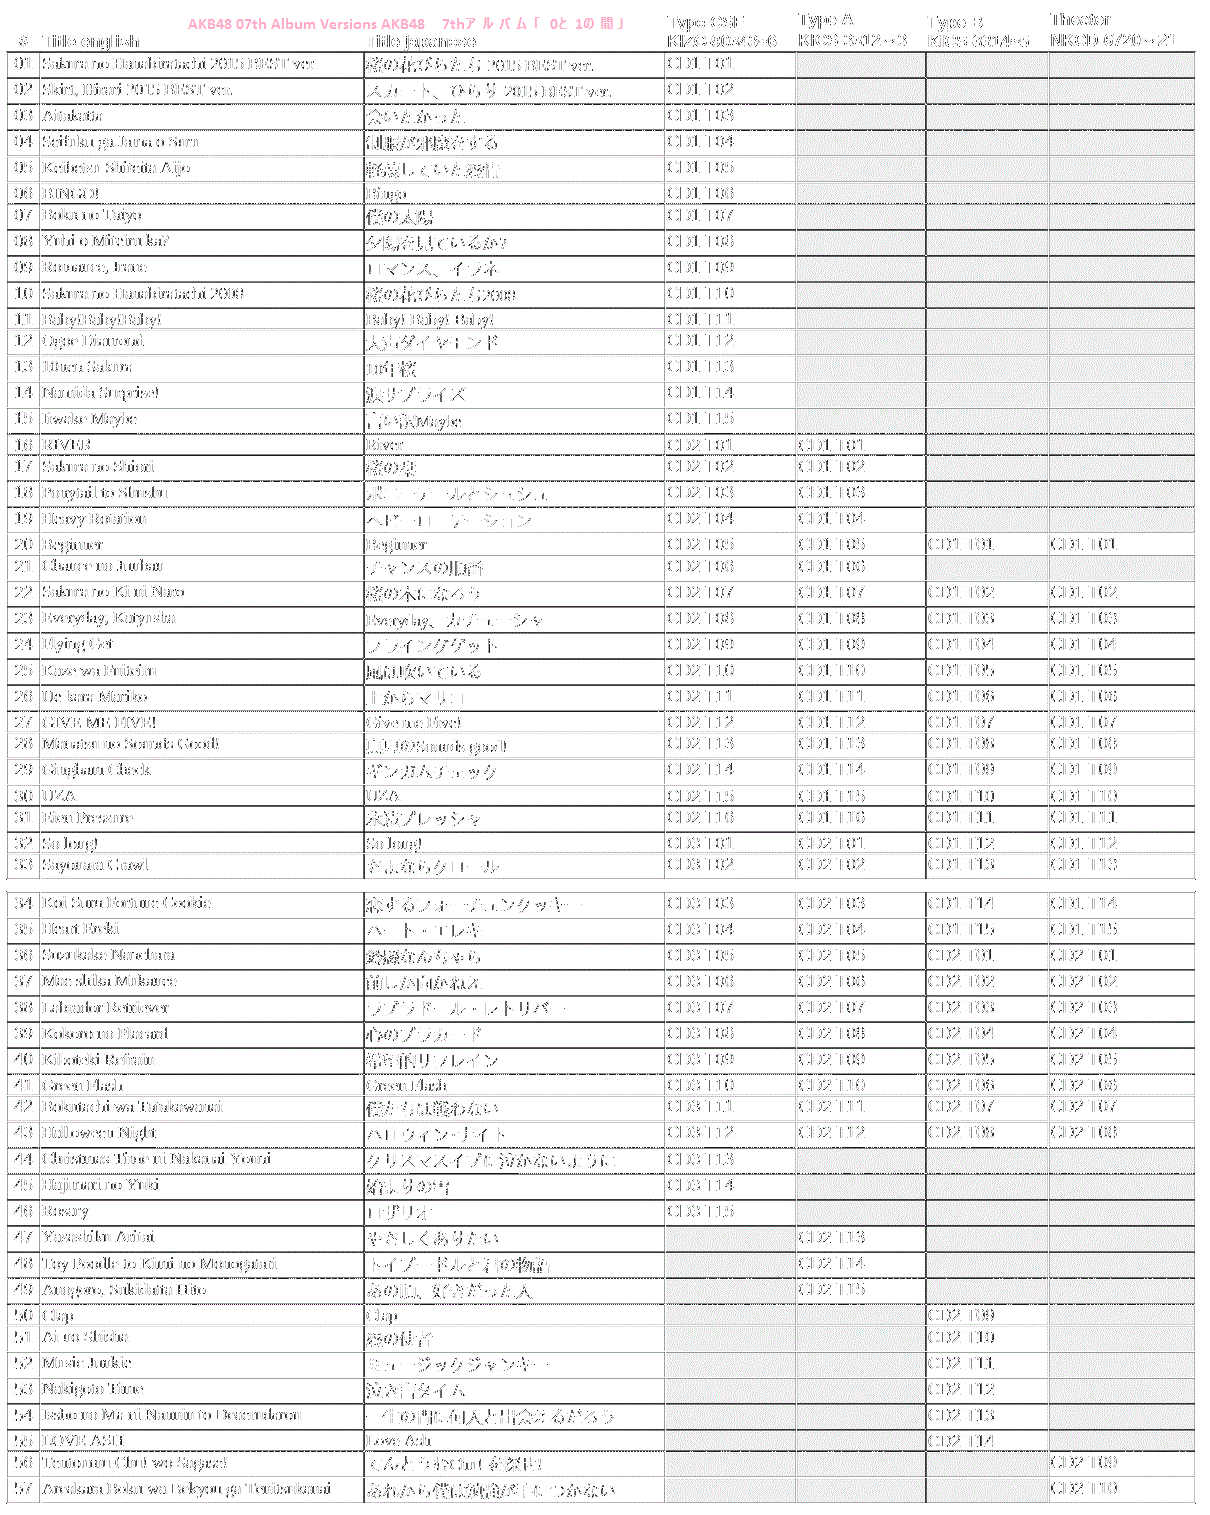 AKB48 07th Album Versions AKB48 7thアルバム「 0と1の間」
Type CSE Type A Type B Theater
# Title english Title japanese KIZC 303~6 KICS 3312~3 KICS 3314~5 NKCD 6720~21
01 Sakura no Hanabiratachi 2015 BEST ver 桜の花びらたち 2015 BEST ver. CD1 T01
02 Skirt, Hirari 2015 BEST ver. スカート、ひらり 2015 BEST ver. CD1 T02
03 Aitakatta 会いたかった CD1 T03
04 Seifuku ga Jama o Suru 制服が邪魔をする CD1 T04
05 Keibetsu Shiteita Aijo 軽蔑していた愛情 CD1 T05
06 BINGO! Bingo CD1 T06
07 Boku no Taiyo 僕の太陽 CD1 T07
08 Yuhi o Miteiru ka? 夕陽を見ているか? CD1 T08
09 Romance, Irane ロマンス、イラネ CD1 T09
10 Sakura no Hanabiratachi 2008 桜の花びらたち2008 CD1 T10
11 Baby!Baby!Baby! Baby! Baby! Baby! CD1 T11
12 Ogoe Diamond 大声ダイヤモンド CD1 T12
13 10nen Sakura 10年桜 CD1 T13
14 Namida Surprise! 涙サプライズ CD1 T14
15 Iiwake Maybe 言い訳Maybe CD1 T15
16 RIVER River CD2 T01 CD1 T01
17 Sakura no Shiori 桜の栞 CD2 T02 CD1 T02
18 Ponytail to Shushu ポニーテールとシュシュ CD2 T03 CD1 T03
19 Heavy Rotation ヘビーローテーション CD2 T04 CD1 T04
20 Beginner Beginner CD2 T05 CD1 T05 CD1 T01 CD1 T01
21 Chance no Junban チャンスの順番 CD2 T06 CD1 T06
22 Sakura no Ki ni Naro 桜の木になろう CD2 T07 CD1 T07 CD1 T02 CD1 T02
23 Everyday, Katyusha Everyday、カチューシャ CD2 T08 CD1 T08 CD1 T03 CD1 T03
24 Flying Get フライングゲット CD2 T09 CD1 T09 CD1 T04 CD1 T04
25 Kaze wa Fuiteiru 風は吹いている CD2 T10 CD1 T10 CD1 T05 CD1 T05
26 Ue kara Mariko 上からマリコ CD2 T11 CD1 T11 CD1 T06 CD1 T06
27 GIVE ME FIVE! Give me Five! CD2 T12 CD1 T12 CD1 T07 CD1 T07
28 Manatsu no Sounds Good! 真夏のSounds good! CD2 T13 CD1 T13 CD1 T08 CD1 T08
29 Gingham Check ギンガムチェック CD2 T14 CD1 T14 CD1 T09 CD1 T09
30 UZA UZA CD2 T15 CD1 T15 CD1 T10 CD1 T10
31 Eien Pressure 永遠プレッシャー CD2 T16 CD1 T16 CD1 T11 CD1 T11
32 So long! So long! CD3 T01 CD2 T01 CD1 T12 CD1 T12
33 Sayonara Crawl さよならクロール CD3 T02 CD2 T02 CD1 T13 CD1 T13
34 Koi Suru Fortune Cookie 恋するフォーチュンクッキー CD3 T03 CD2 T03 CD1 T14 CD1 T14
35 Heart Ereki ハート・エレキ CD3 T04 CD2 T04 CD1 T15 CD1 T15
36 Suzukake Nanchara 鈴懸なんちゃら CD3 T05 CD2 T05 CD2 T01 CD2 T01
37 Mae shika Mukanee 前しか向かねえ CD3 T06 CD2 T06 CD2 T02 CD2 T02
38 Labrador Retriever ラブラドール・レトリバー CD3 T07 CD2 T07 CD2 T03 CD2 T03
39 Kokoro no Placard 心のプラカード CD3 T08 CD2 T08 CD2 T04 CD2 T04
40 Kiboteki Refrain 希望的リフレイン CD3 T09 CD2 T09 CD2 T05 CD2 T05
41 Green Flash Green Flash CD3 T10 CD2 T10 CD2 T06 CD2 T06
42 Bokutachi wa Tatakawanai 僕たちは戦わない CD3 T11 CD2 T11 CD2 T07 CD2 T07
43 Halloween Night ハロウィン・ナイト CD3 T12 CD2 T12 CD2 T08 CD2 T08
44 Christmas Time ni Nakanai Youni クリスマスイブに泣かないように CD3 T13
45 Hajimari no Yuki 始まりの雪 CD3 T14
46 Rosary ロザリオ CD3 T15
47 Yasashiku Aritai やさしくありたい CD2 T13
48 Toy Poodle to Kimi no Monogatari トイプードルと君の物語 CD2 T14
49 Anogoro, Sukidatta Hito あの頃、好きだった人 CD2 T15
50 Clap Clap CD2 T09
51 Ai no Shisha 愛の使者 CD2 T10
52 Music Junkie ミュージックジャンキー CD2 T11
53 Nakigoto Time 泣き言タイム CD2 T12
54 Issho no Ma ni Nannin to Deaerudarou 一生の間に何人と出会えるだろう CD2 T13
55 LOVE ASH Love Ash CD2 T14
56 Tentoumu Chu! wo Sagase! てんとうむChu!を探せ! CD2 T09
57 Arekara Boku wa Benkyou ga Tenitsukanai あれから僕は勉強が手につかない CD2 T10